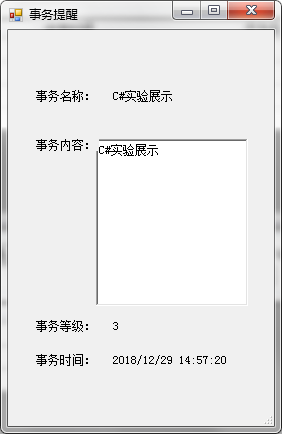 事务提醒
事务名称： C#实验展示
事务内容：
C#实验展示
事务等级： 3
事务时间： 2018/12/29 14:57:20